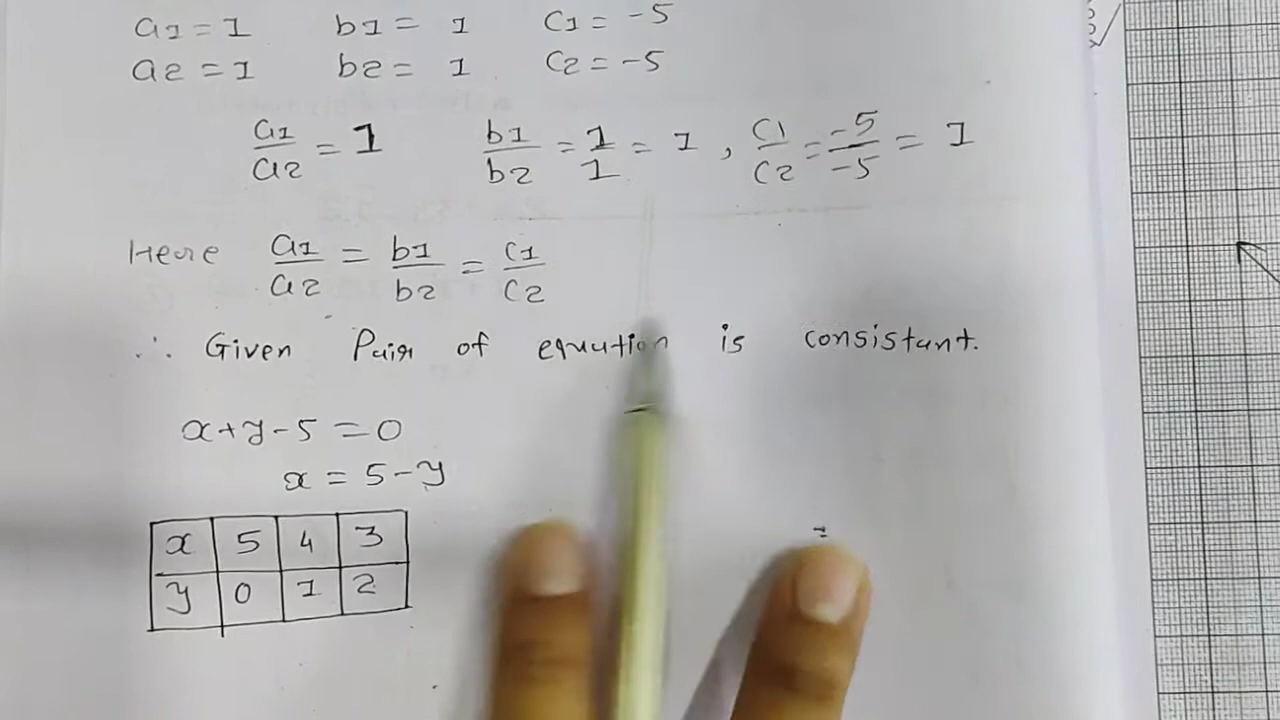 a1 = 1 b1 = 1 c1 = -5
a2 = 1 b2 = 1 c2 = -5
a1/a2 = 1 b1/b2 = 1/1 = 1 , c1/c2 = -5/-5 = 1
Here a1/a2 = b1/b2 = c1/c2
∴ Given Pair of equation is consistant.
x+y-5 = 0
x = 5-y
x 5 4 3
y 0 1 2